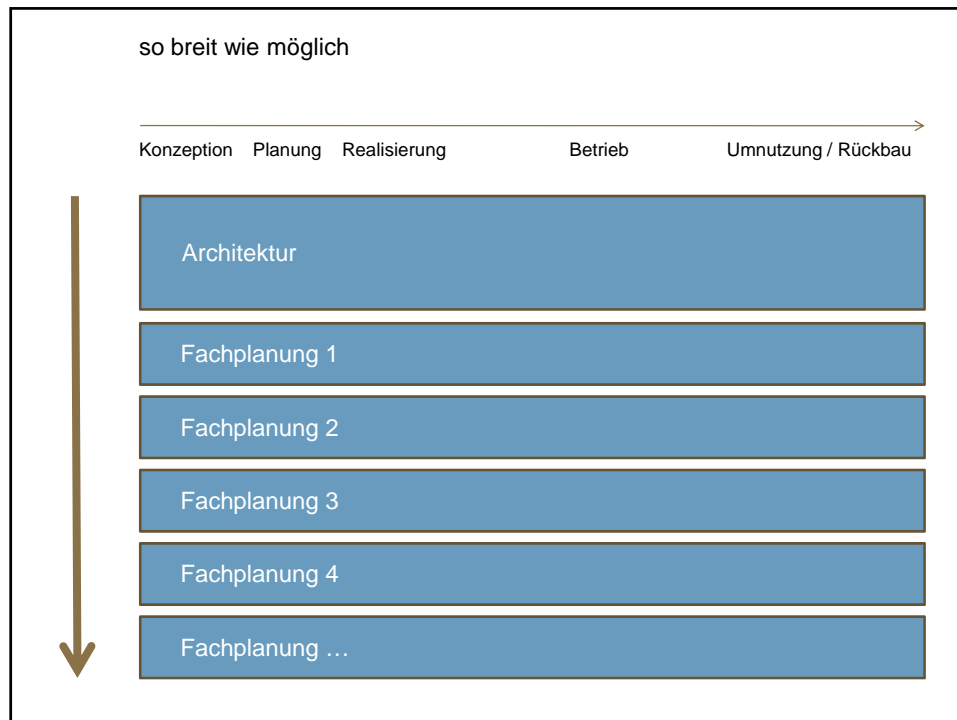 so breit wie möglich
Konzeption Planung Realisierung Betrieb Umnutzung / Rückbau
Architektur
Fachplanung 1
Fachplanung 2
Fachplanung 3
Fachplanung 4
Fachplanung …